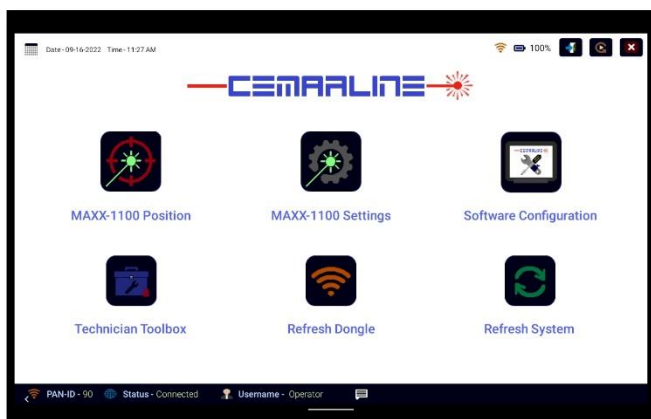 Date-09-16-2022 Time-11:27 AM
100%
CEMARLINE
MAXX-1100 Position
MAXX-1100 Settings
Software Configuration
Technician Toolbox
Refresh Dongle
Refresh System
PAN-ID - 90 Status - Connected Username - Operator